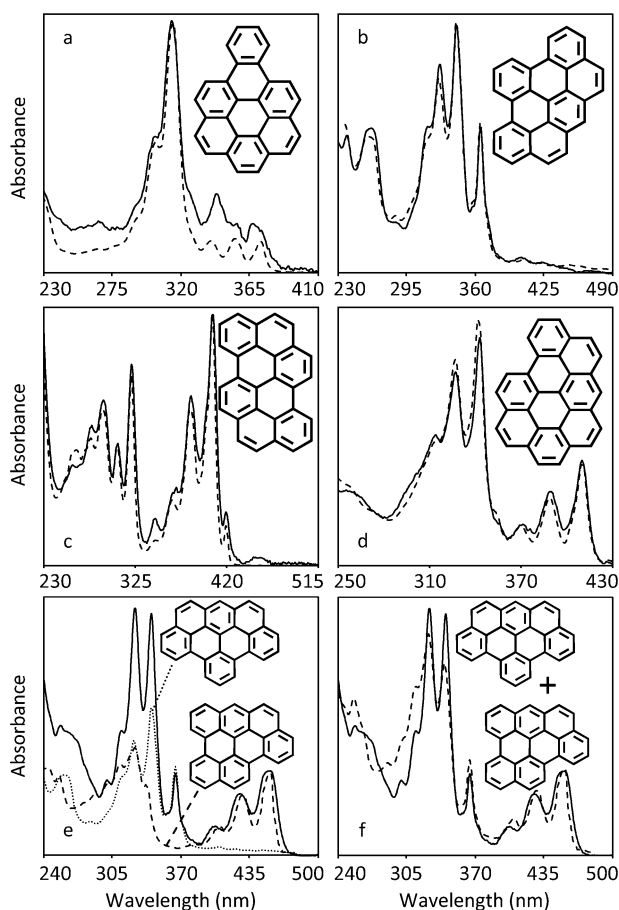 a
b
Absorbance
230 275 320 365 410
230 295 360 425 490
c
d
Absorbance
230 325 420 515
250 310 370 430
e
f
+
Absorbance
240 305 370 435 500
240 305 370 435 500
Wavelength (nm)
Wavelength (nm)